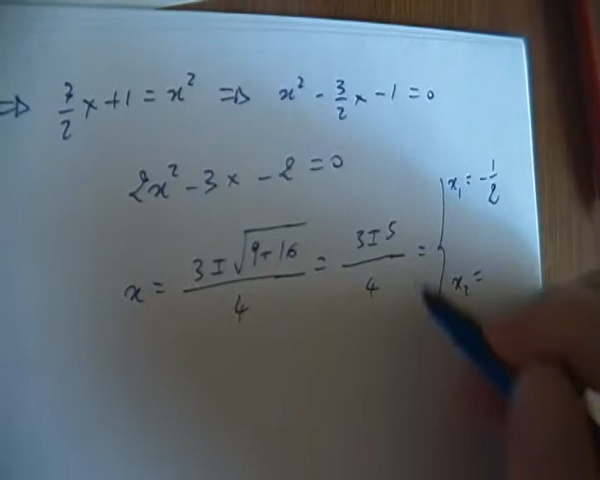 ⇒ 3/2 x + 1 = x² ⇒ x² - 3/2 x - 1 = 0
2x² - 3x - 2 = 0
x = (3 ± √(9+16))/4 = (3 ± 5)/4 = { x₁ = -1/2
x₂ =